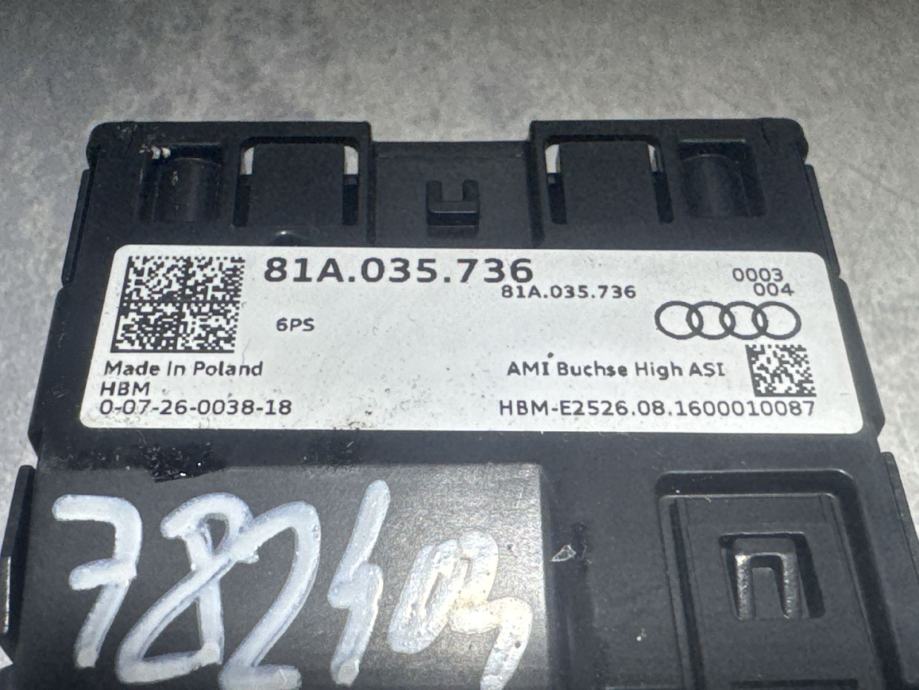 81A.035.736
0003
81A.035.736
004
6PS
Made In Poland
AMI Buchse High ASI
HBM
0-07-26-0038-18
HBM-E2526.08.1600010087